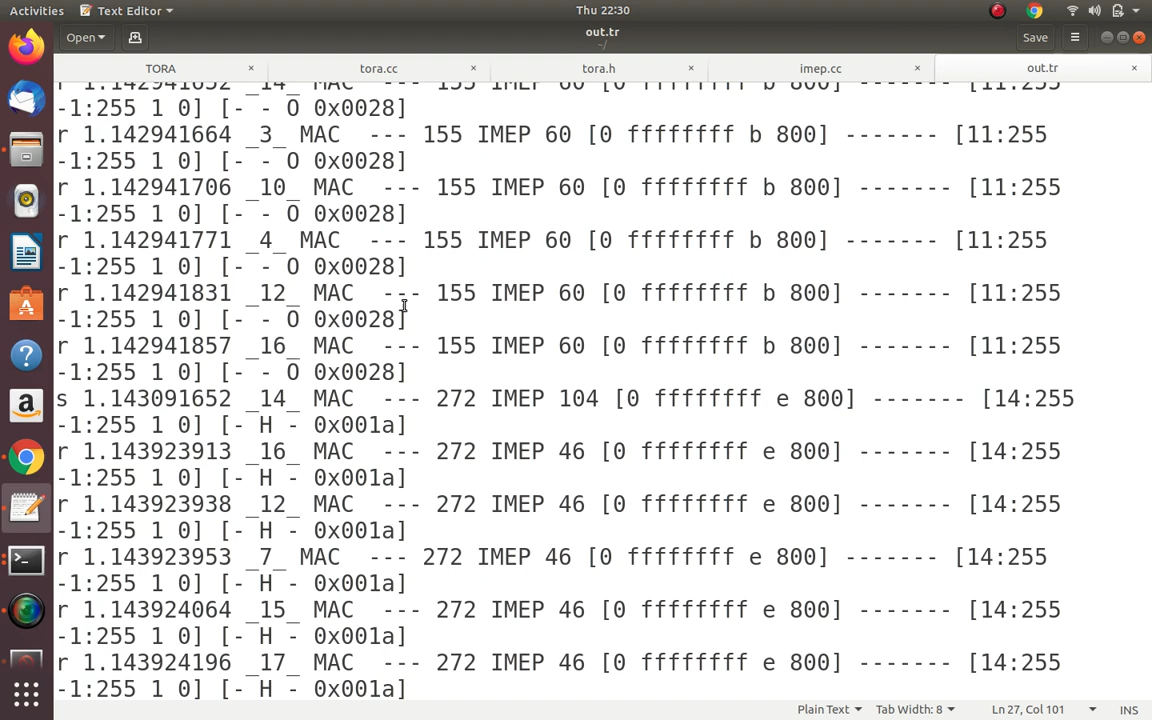 Activities Text Editor Thu 22:30
Open out.tr Save
~/
TORA × tora.cc × tora.h × imep.cc × out.tr ×
r 1.142941652 _14_ MAC --- 155 IMEP 60 [0 ffffffff b 800] ------- [11:255
-1:255 1 0] [- - O 0x0028]
r 1.142941664 _3_ MAC --- 155 IMEP 60 [0 ffffffff b 800] ------- [11:255
-1:255 1 0] [- - O 0x0028]
r 1.142941706 _10_ MAC --- 155 IMEP 60 [0 ffffffff b 800] ------- [11:255
-1:255 1 0] [- - O 0x0028]
r 1.142941771 _4_ MAC --- 155 IMEP 60 [0 ffffffff b 800] ------- [11:255
-1:255 1 0] [- - O 0x0028]
r 1.142941831 _12_ MAC --- 155 IMEP 60 [0 ffffffff b 800] ------- [11:255
-1:255 1 0] [- - O 0x0028]
r 1.142941857 _16_ MAC --- 155 IMEP 60 [0 ffffffff b 800] ------- [11:255
-1:255 1 0] [- - O 0x0028]
s 1.143091652 _14_ MAC --- 272 IMEP 104 [0 ffffffff e 800] ------- [14:255
-1:255 1 0] [- H - 0x001a]
r 1.143923913 _16_ MAC --- 272 IMEP 46 [0 ffffffff e 800] ------- [14:255
-1:255 1 0] [- H - 0x001a]
r 1.143923938 _12_ MAC --- 272 IMEP 46 [0 ffffffff e 800] ------- [14:255
-1:255 1 0] [- H - 0x001a]
r 1.143923953 _7_ MAC --- 272 IMEP 46 [0 ffffffff e 800] ------- [14:255
-1:255 1 0] [- H - 0x001a]
r 1.143924064 _15_ MAC --- 272 IMEP 46 [0 ffffffff e 800] ------- [14:255
-1:255 1 0] [- H - 0x001a]
r 1.143924196 _17_ MAC --- 272 IMEP 46 [0 ffffffff e 800] ------- [14:255
-1:255 1 0] [- H - 0x001a]
Plain Text Tab Width: 8 Ln 27, Col 101 INS